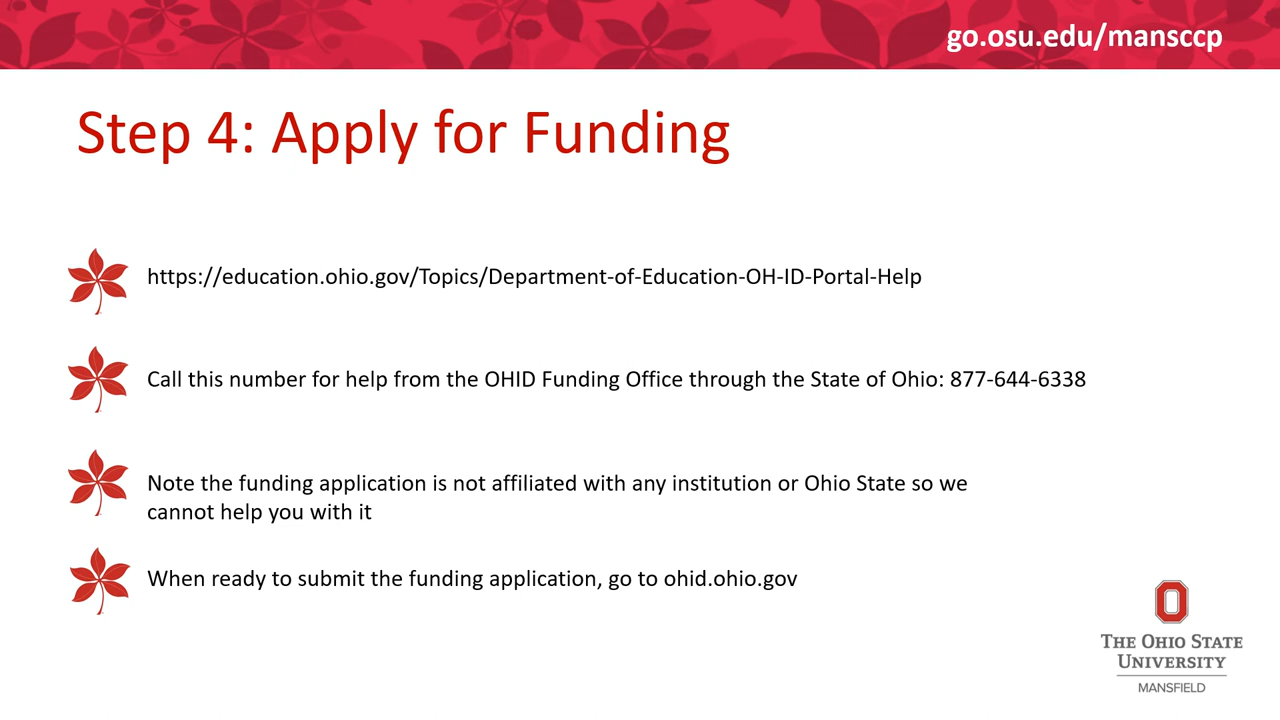 go.osu.edu/mansccp
Step 4: Apply for Funding
https://education.ohio.gov/Topics/Department-of-Education-OH-ID-Portal-Help
Call this number for help from the OHID Funding Office through the State of Ohio: 877-644-6338
Note the funding application is not affiliated with any institution or Ohio State so we
cannot help you with it
When ready to submit the funding application, go to ohid.ohio.gov
THE OHIO STATE
UNIVERSITY
MANSFIELD